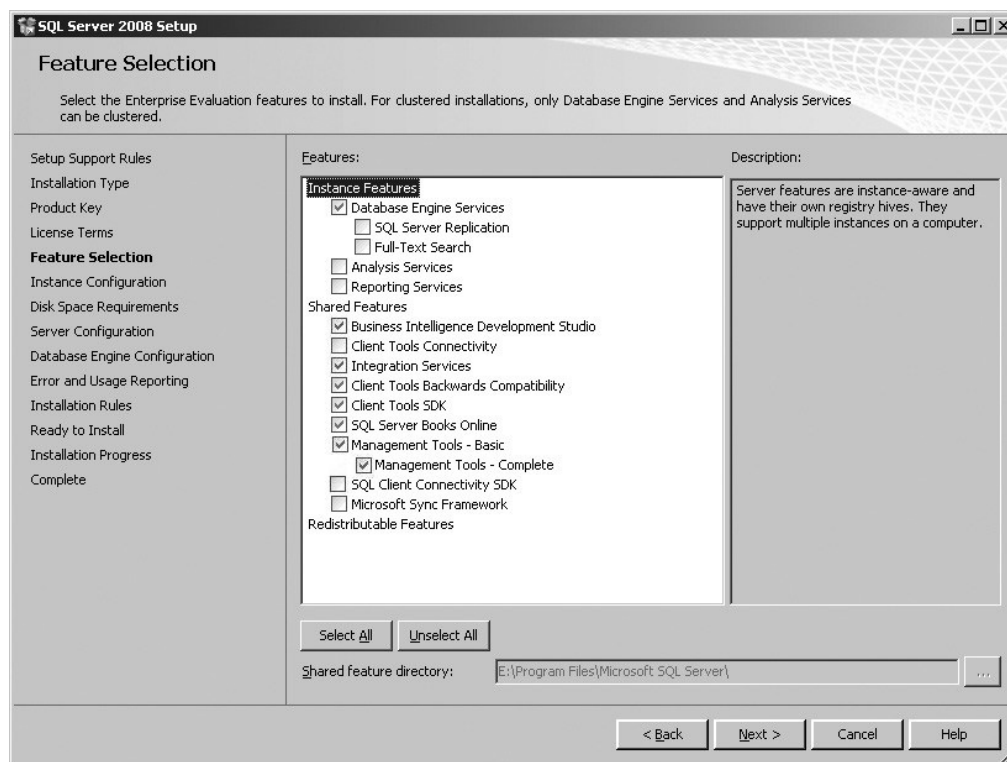 SQL Server 2008 Setup
Feature Selection
Select the Enterprise Evaluation features to install. For clustered installations, only Database Engine Services and Analysis Services
can be clustered.
Setup Support Rules
Installation Type
Product Key
License Terms
Feature Selection
Instance Configuration
Disk Space Requirements
Server Configuration
Database Engine Configuration
Error and Usage Reporting
Installation Rules
Ready to Install
Installation Progress
Complete
Features:
Instance Features
Database Engine Services
SQL Server Replication
Full-Text Search
Analysis Services
Reporting Services
Shared Features
Business Intelligence Development Studio
Client Tools Connectivity
Integration Services
Client Tools Backwards Compatibility
Client Tools SDK
SQL Server Books Online
Management Tools - Basic
Management Tools - Complete
SQL Client Connectivity SDK
Microsoft Sync Framework
Redistributable Features
Description:
Server features are instance-aware and
have their own registry hives. They
support multiple instances on a computer.
Select All
Unselect All
Shared feature directory:
E:\Program Files\Microsoft SQL Server\
...
< Back
Next >
Cancel
Help